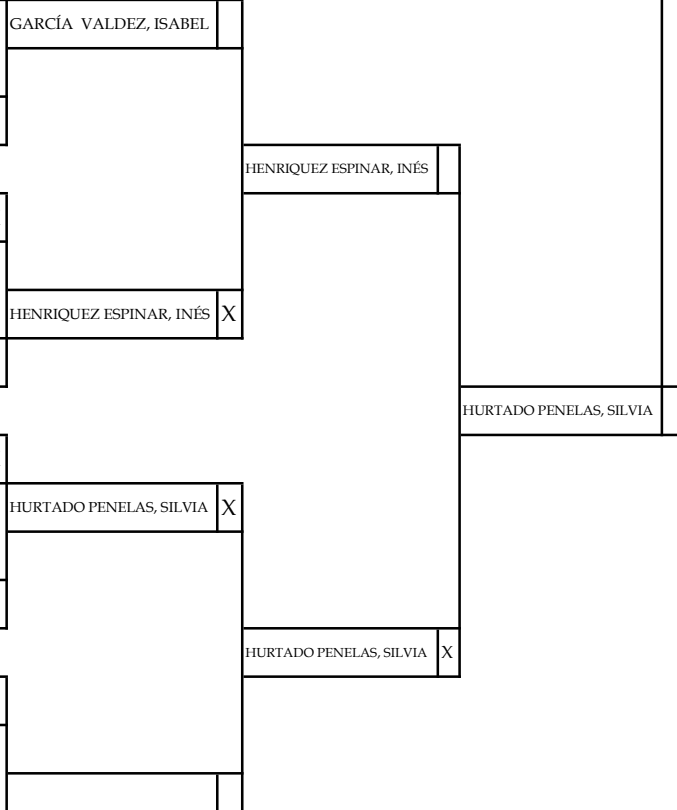 GARCÍA VALDEZ, ISABEL
HENRIQUEZ ESPINAR, INÉS
HENRIQUEZ ESPINAR, INÉS X
HURTADO PENELAS, SILVIA
HURTADO PENELAS, SILVIA X
HURTADO PENELAS, SILVIA X